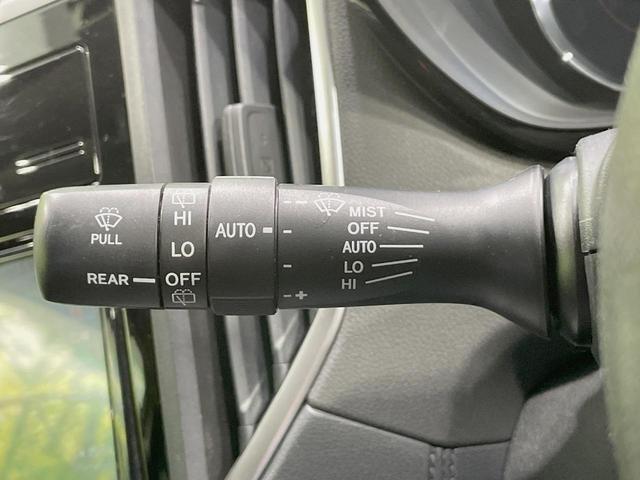 PULL
REAR
HI
LO
OFF
AUTO
- +
MIST
OFF
AUTO
LO
HI